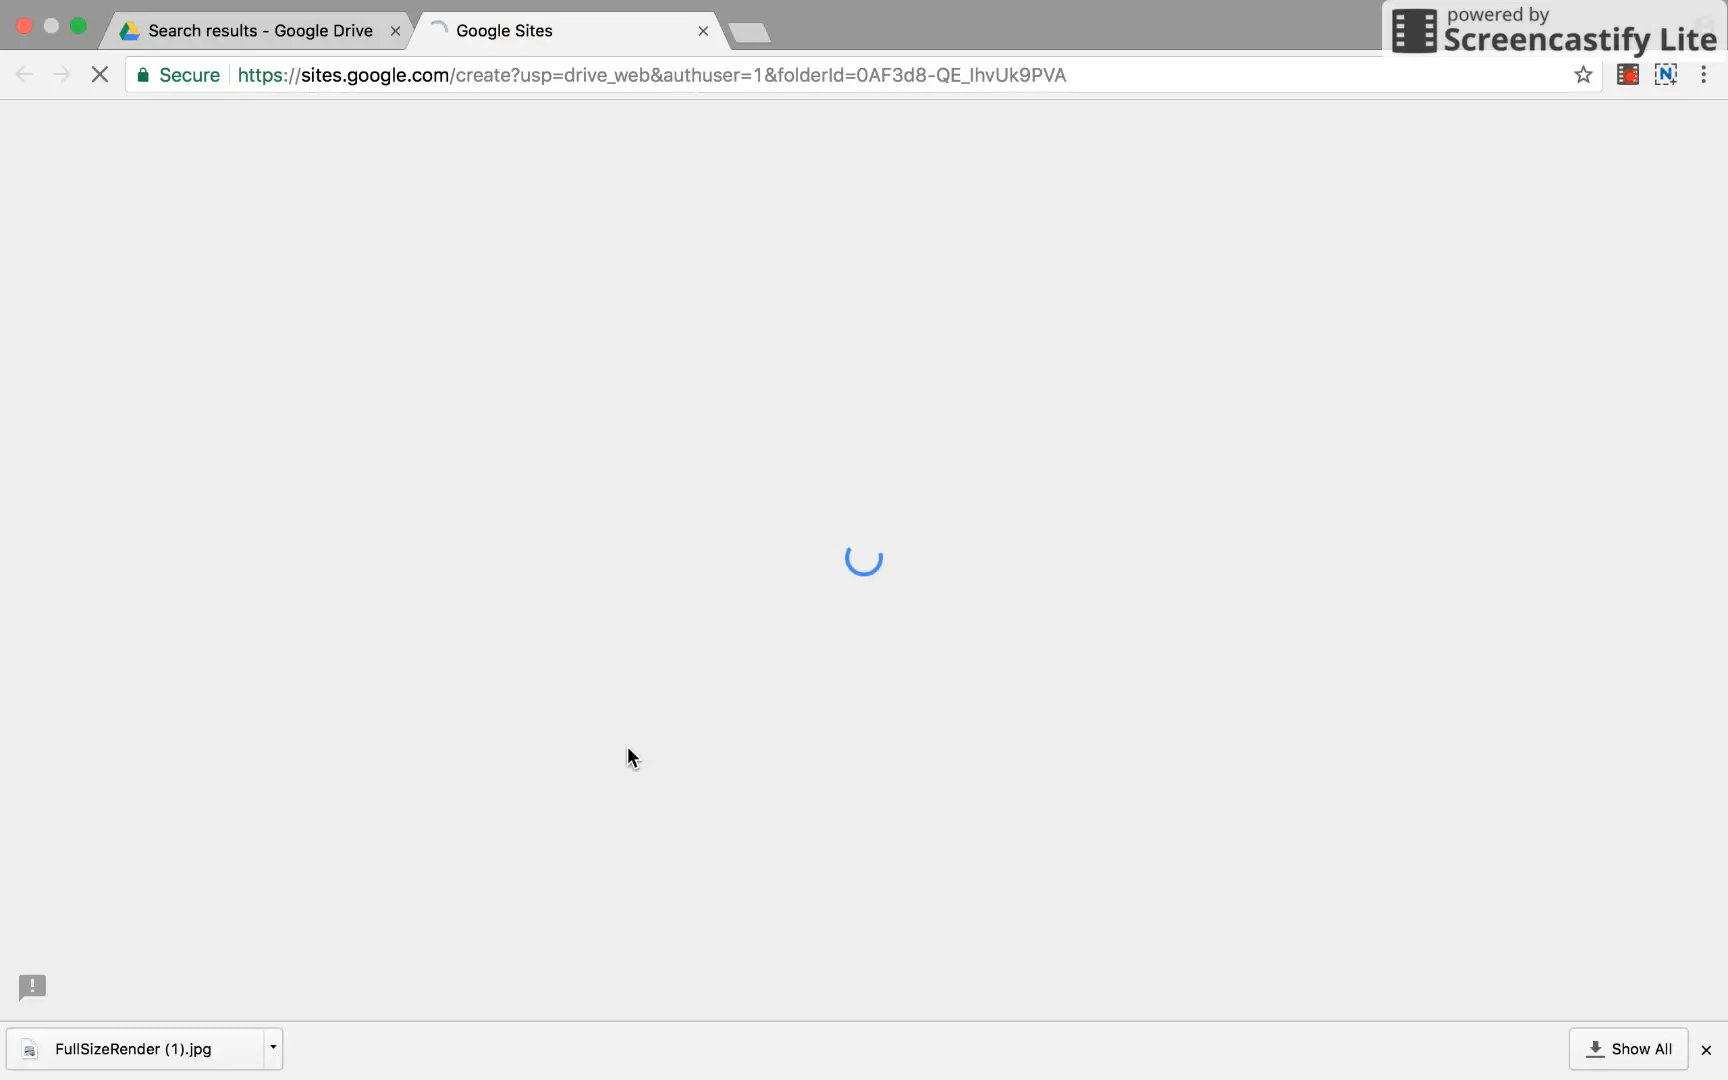 Search results - Google Drive
Google Sites
powered by
Screencastify Lite
Secure
https://sites.google.com/create?usp=drive_web&authuser=1&folderId=0AF3d8-QE_IhvUk9PVA
N
!
FullSizeRender (1).jpg
Show All